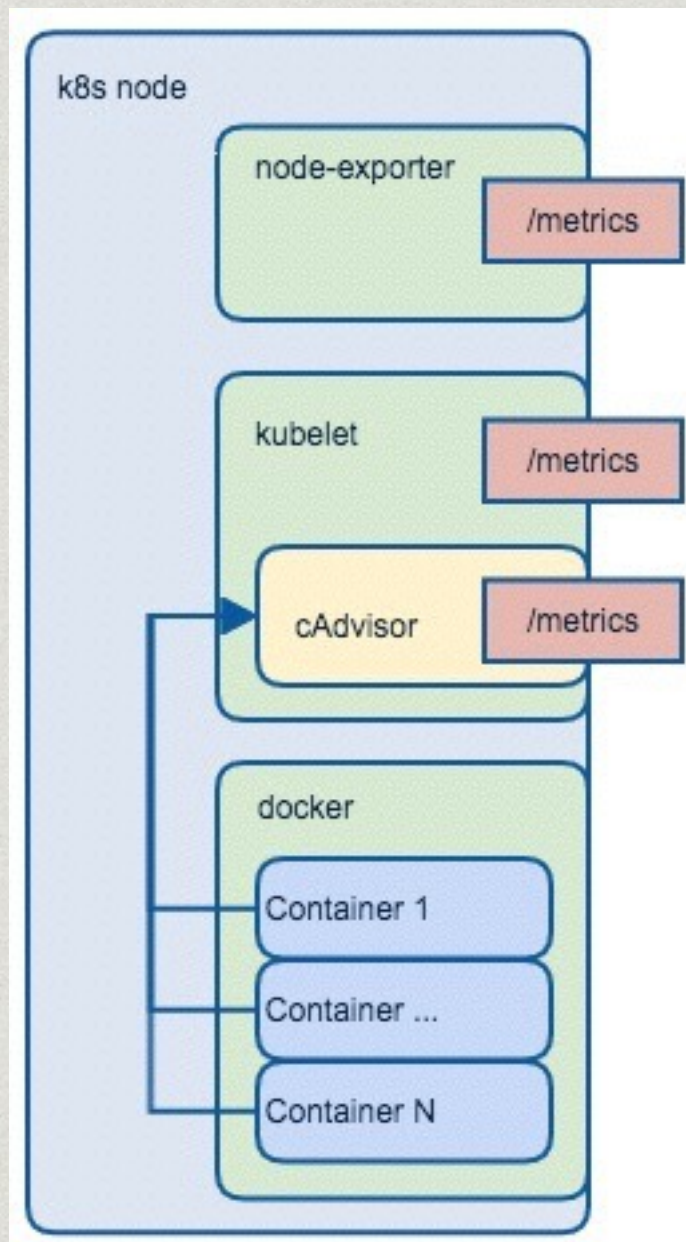 k8s node
node-exporter
/metrics
kubelet
/metrics
cAdvisor
/metrics
docker
Container 1
Container ...
Container N